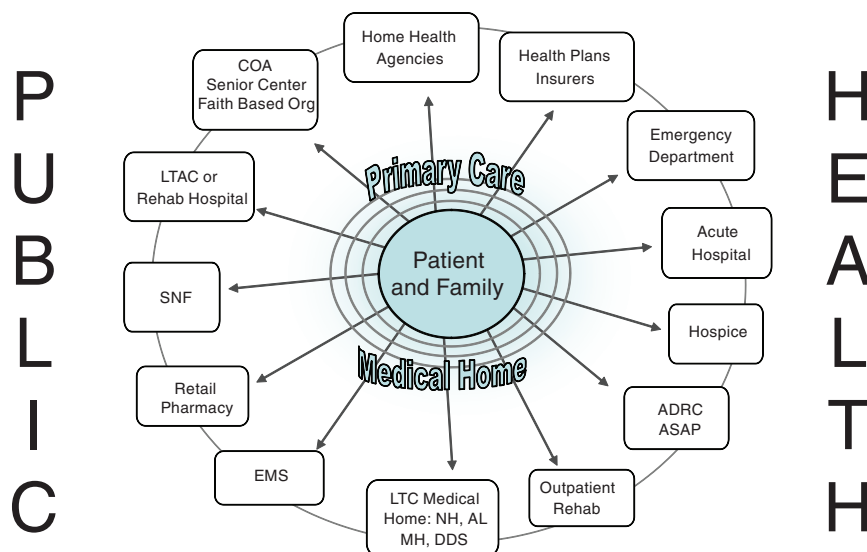 PUBLIC
HEALTH
Home Health
Agencies
Health Plans
Insurers
Emergency
Department
Acute
Hospital
Hospice
ADRC
ASAP
Outpatient
Rehab
LTC Medical
Home: NH, AL
MH, DDS
EMS
Retail
Pharmacy
SNF
LTAC or
Rehab Hospital
COA
Senior Center
Faith Based Org
Primary Care
Patient
and Family
Medical Home